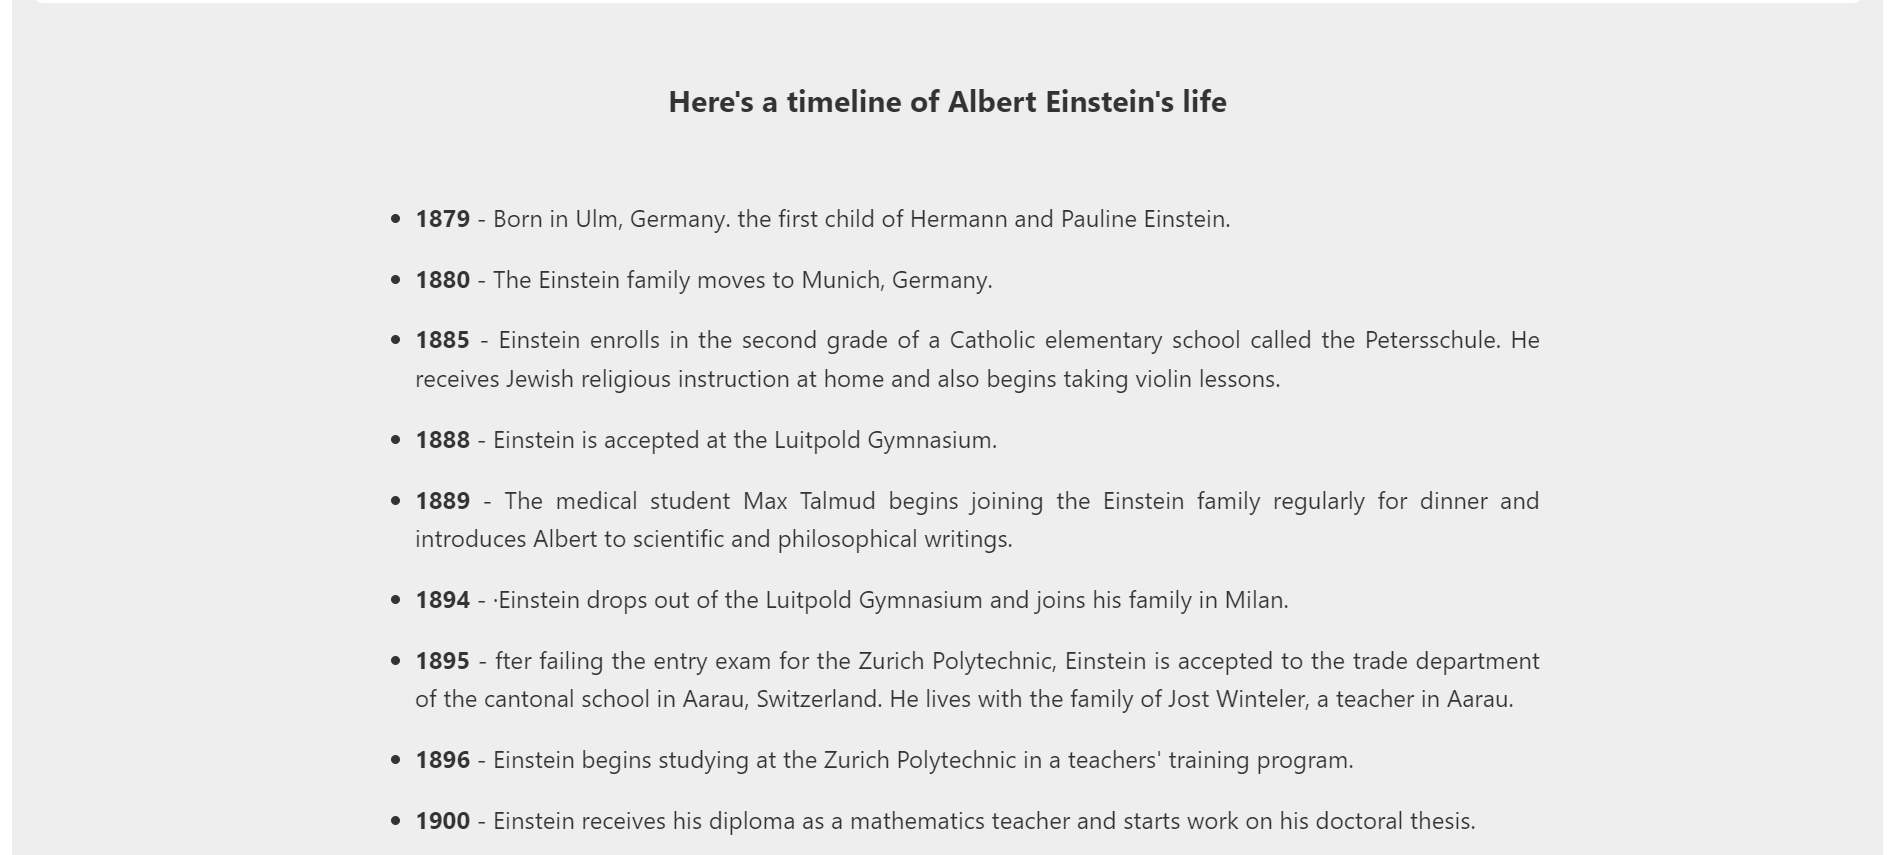 Here's a timeline of Albert Einstein's life
• 1879 - Born in Ulm, Germany. the first child of Hermann and Pauline Einstein.
• 1880 - The Einstein family moves to Munich, Germany.
• 1885 - Einstein enrolls in the second grade of a Catholic elementary school called the Petersschule. He
receives Jewish religious instruction at home and also begins taking violin lessons.
• 1888 - Einstein is accepted at the Luitpold Gymnasium.
• 1889 - The medical student Max Talmud begins joining the Einstein family regularly for dinner and
introduces Albert to scientific and philosophical writings.
• 1894 - ·Einstein drops out of the Luitpold Gymnasium and joins his family in Milan.
• 1895 - fter failing the entry exam for the Zurich Polytechnic, Einstein is accepted to the trade department
of the cantonal school in Aarau, Switzerland. He lives with the family of Jost Winteler, a teacher in Aarau.
• 1896 - Einstein begins studying at the Zurich Polytechnic in a teachers' training program.
• 1900 - Einstein receives his diploma as a mathematics teacher and starts work on his doctoral thesis.